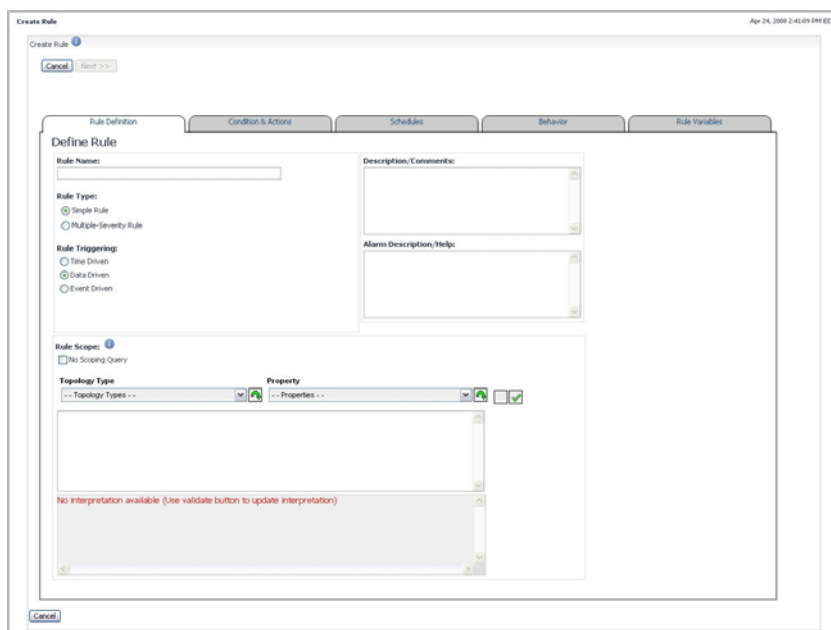 Create Rule
Apr 24, 2008 2:41:09 PM ED
Create Rule
Cancel Next >>
Rule Definition Condition & Actions Schedules Behavior Rule Variables
Define Rule
Rule Name:
Description/Comments:
Rule Type:
Simple Rule
Multiple-Severity Rule
Rule Triggering:
Alarm Description/Help:
Time Driven
Data Driven
Event Driven
Rule Scope:
No Scoping Query
Topology Type Property
- - Topology Types - - - - Properties - -
No interpretation available (Use validate button to update interpretation)
Cancel